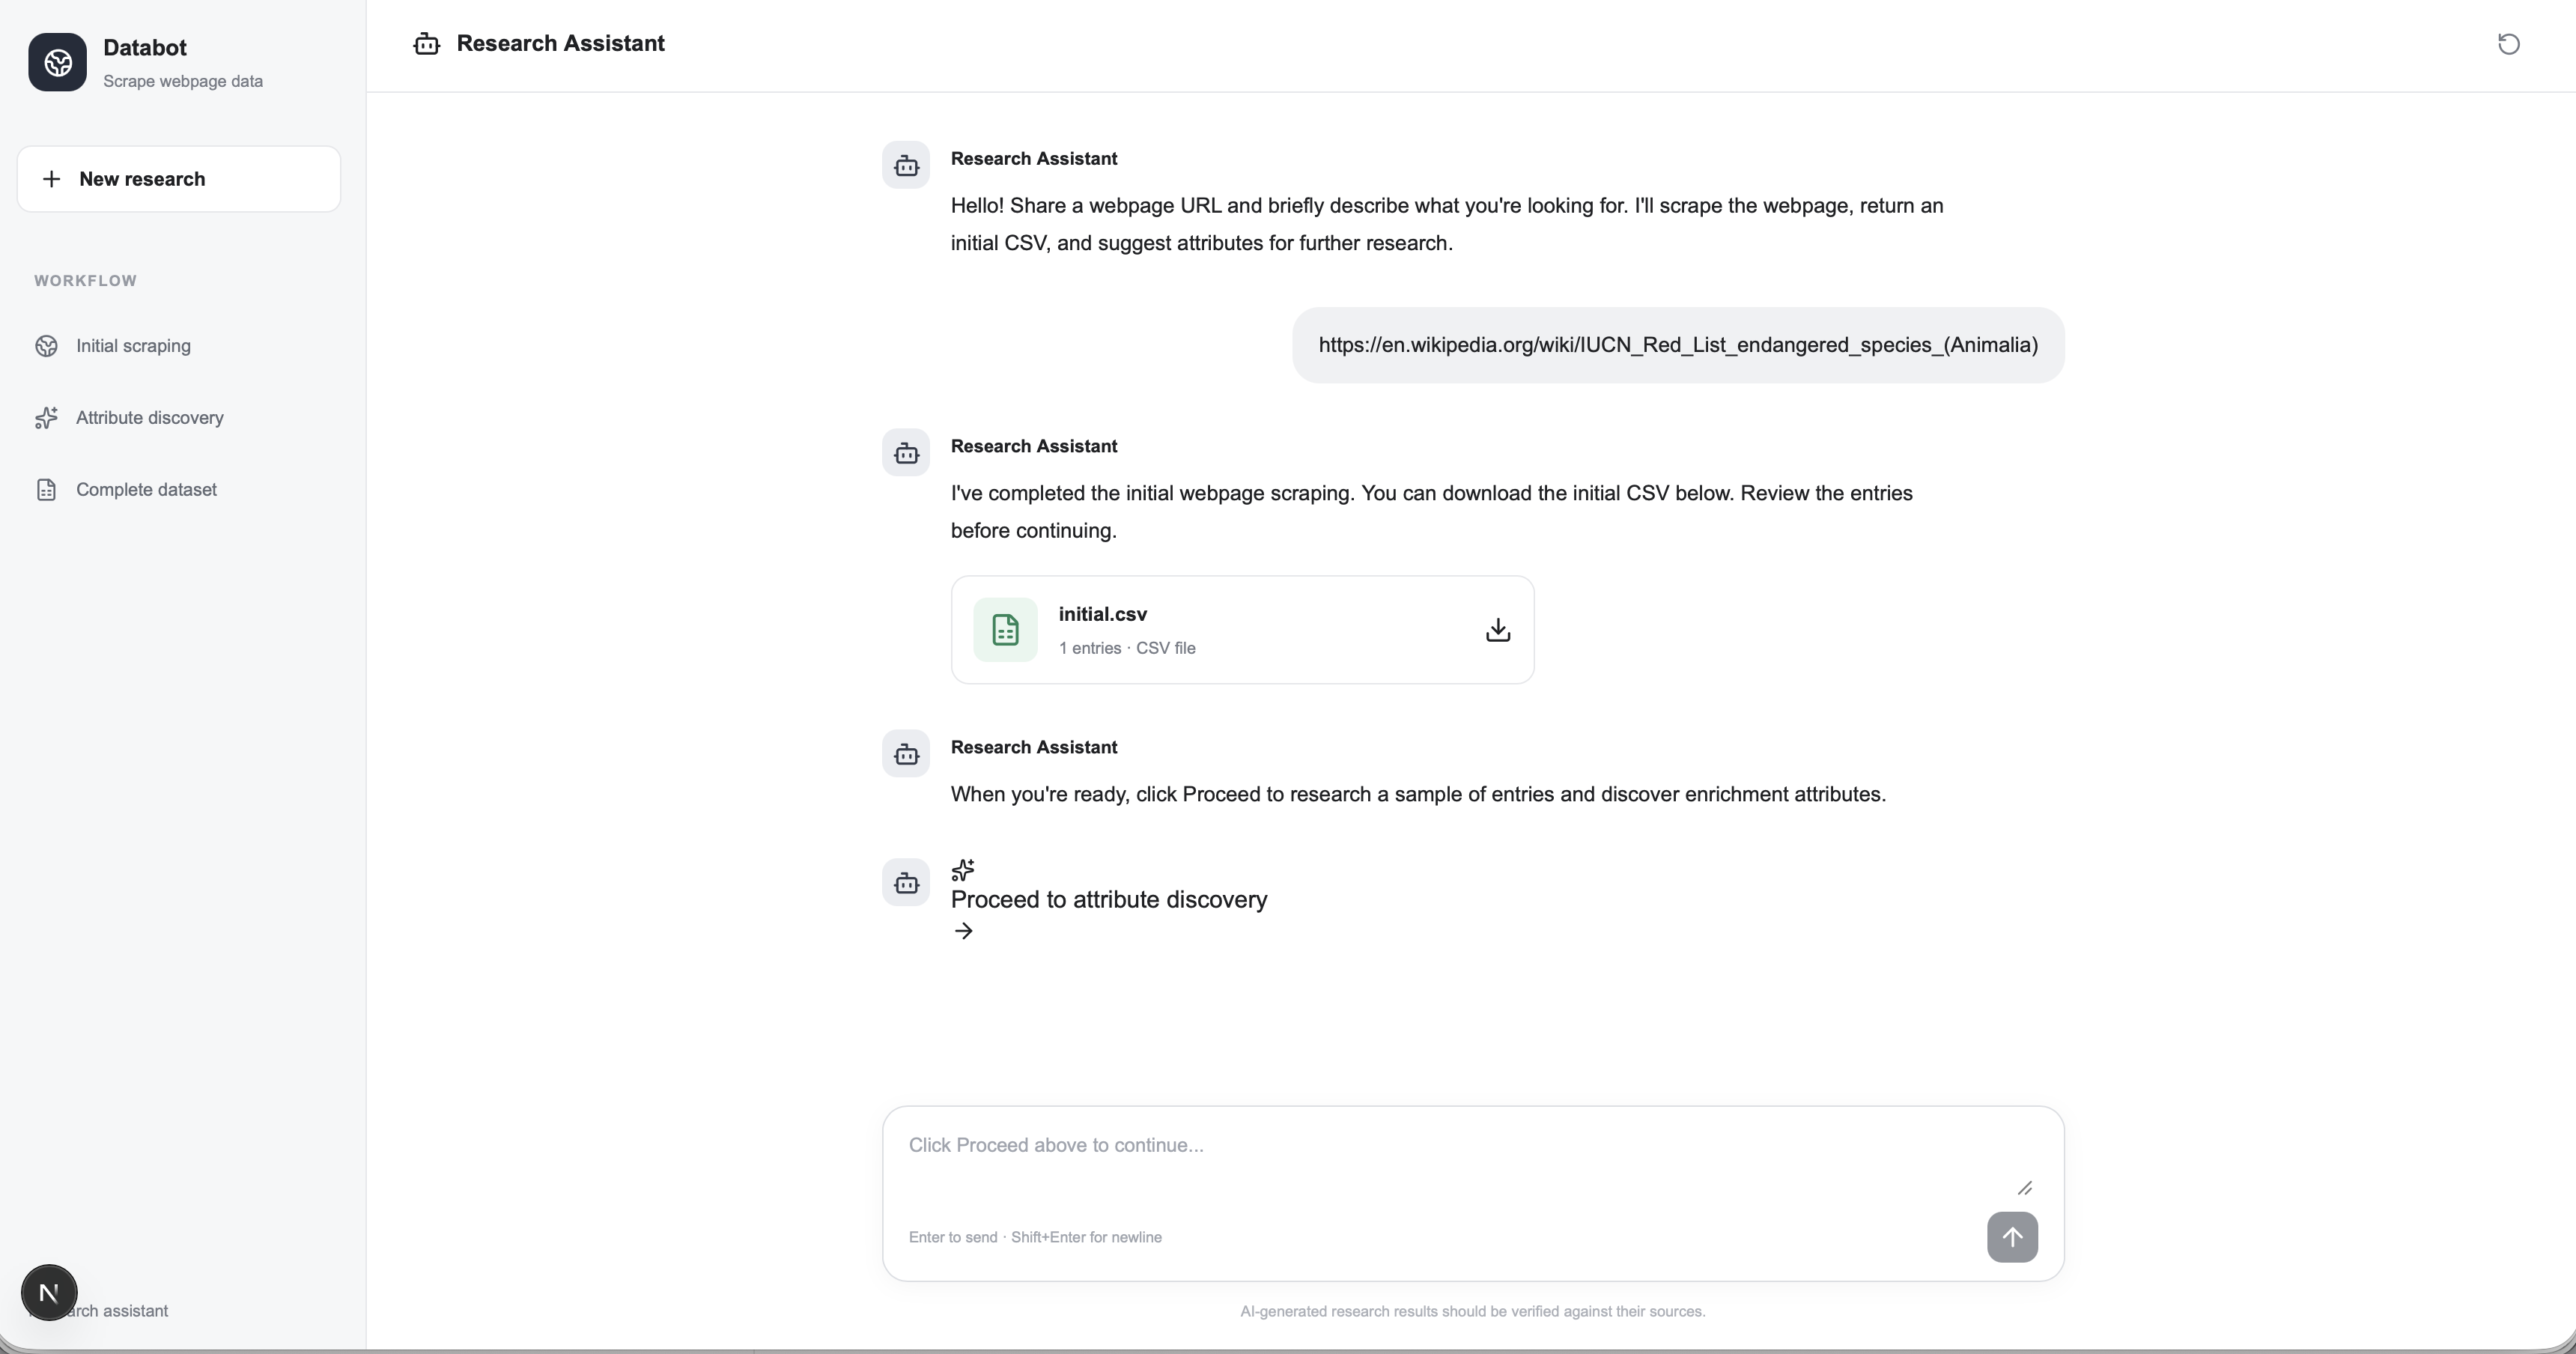 Databot
Scrape webpage data
New research
WORKFLOW
Initial scraping
Attribute discovery
Complete dataset
N
arch assistant
Research Assistant
Research Assistant
Hello! Share a webpage URL and briefly describe what you're looking for. I'll scrape the webpage, return an
initial CSV, and suggest attributes for further research.
https://en.wikipedia.org/wiki/IUCN_Red_List_endangered_species_(Animalia)
Research Assistant
I've completed the initial webpage scraping. You can download the initial CSV below. Review the entries
before continuing.
initial.csv
1 entries · CSV file
Research Assistant
When you're ready, click Proceed to research a sample of entries and discover enrichment attributes.
Proceed to attribute discovery
Click Proceed above to continue...
Enter to send · Shift+Enter for newline
AI-generated research results should be verified against their sources.